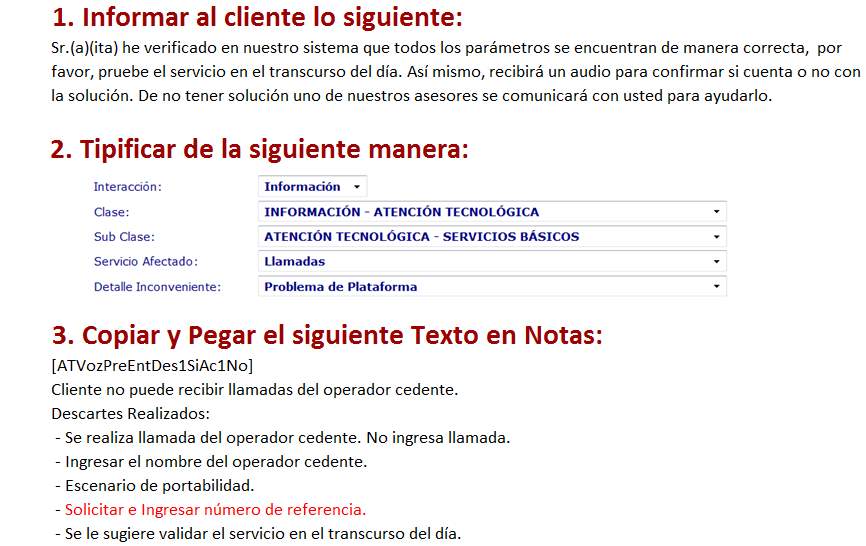 1. Informar al cliente lo siguiente:
Sr.(a)(ita) he verificado en nuestro sistema que todos los parámetros se encuentran de manera correcta,  por
favor, pruebe el servicio en el transcurso del día. Así mismo, recibirá un audio para confirmar si cuenta o no con
la solución. De no tener solución uno de nuestros asesores se comunicará con usted para ayudarlo.
2. Tipificar de la siguiente manera:
Interacción: Información
Clase: INFORMACIÓN - ATENCIÓN TECNOLÓGICA
Sub Clase: ATENCIÓN TECNOLÓGICA - SERVICIOS BÁSICOS
Servicio Afectado: Llamadas
Detalle Inconveniente: Problema de Plataforma
3. Copiar y Pegar el siguiente Texto en Notas:
[ATVozPreEntDes1SiAc1No]
Cliente no puede recibir llamadas del operador cedente.
Descartes Realizados:
- Se realiza llamada del operador cedente. No ingresa llamada.
- Ingresar el nombre del operador cedente.
- Escenario de portabilidad.
- Solicitar e Ingresar número de referencia.
- Se le sugiere validar el servicio en el transcurso del día.